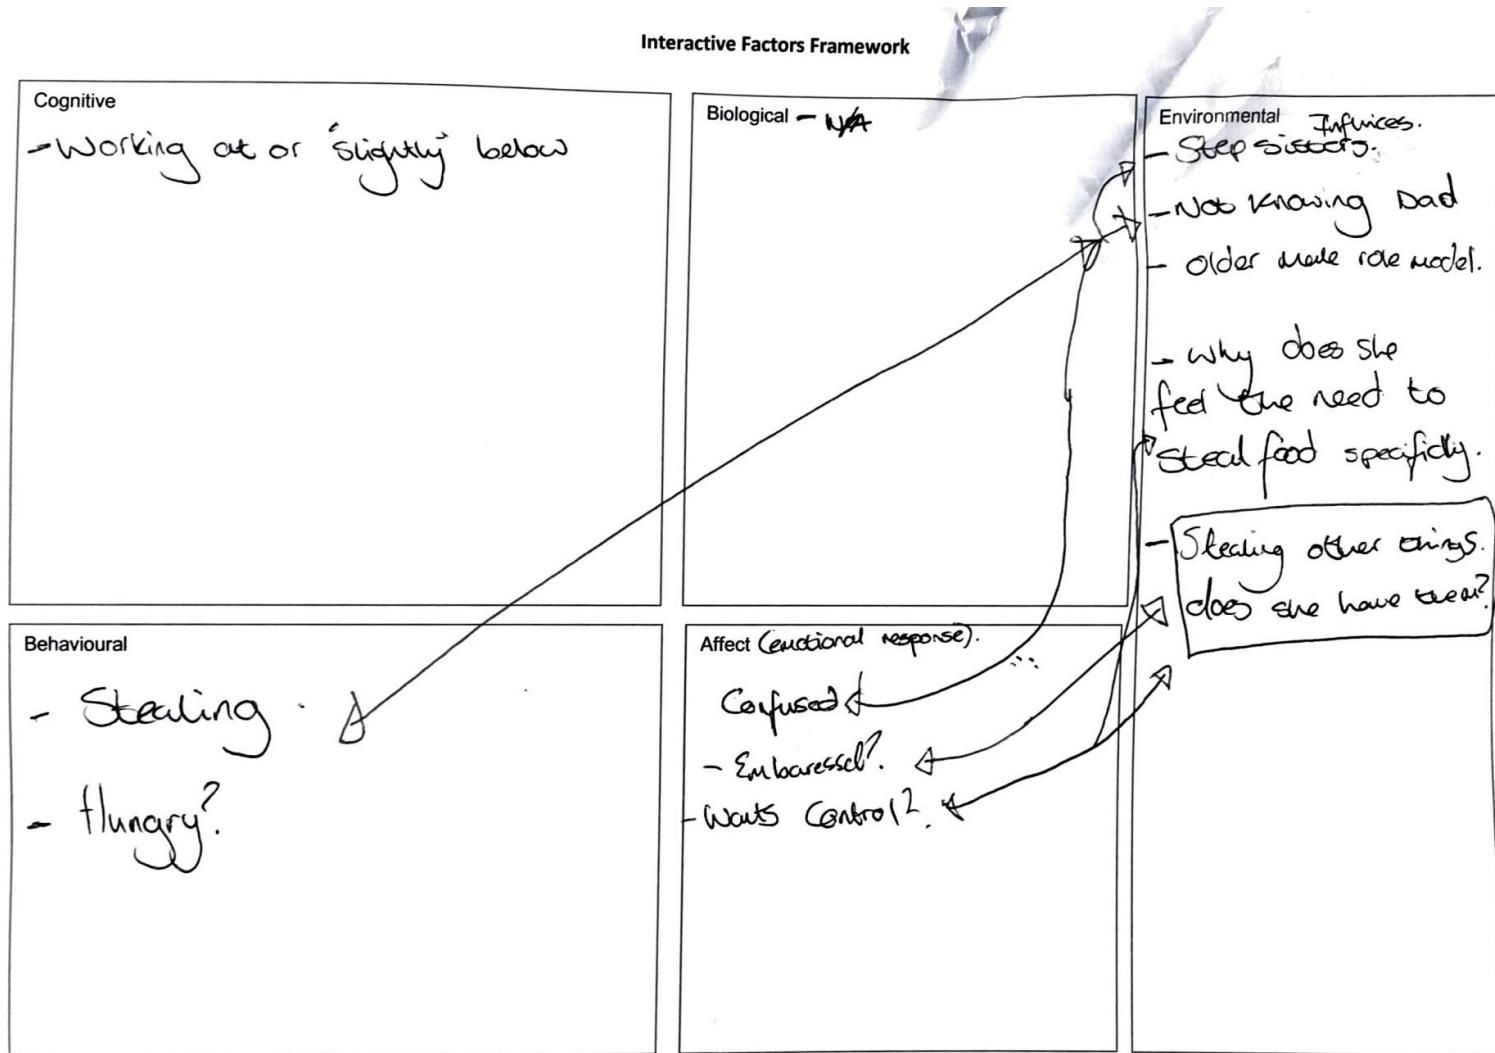 Interactive Factors Framework
Cognitive
- Working at or 'slightly' below
Biological - N/A
Environmental Influices.
- Step sisters.
- Not knowing Dad
- Older male role model.
- Why does she
feel the need to
Steal food specificly.
- Stealing other things.
does she have them?
Behavioural
- Stealing
- Hungry?
Affect (emotional response).
Confused
- Embaressed?
- Wants Control?